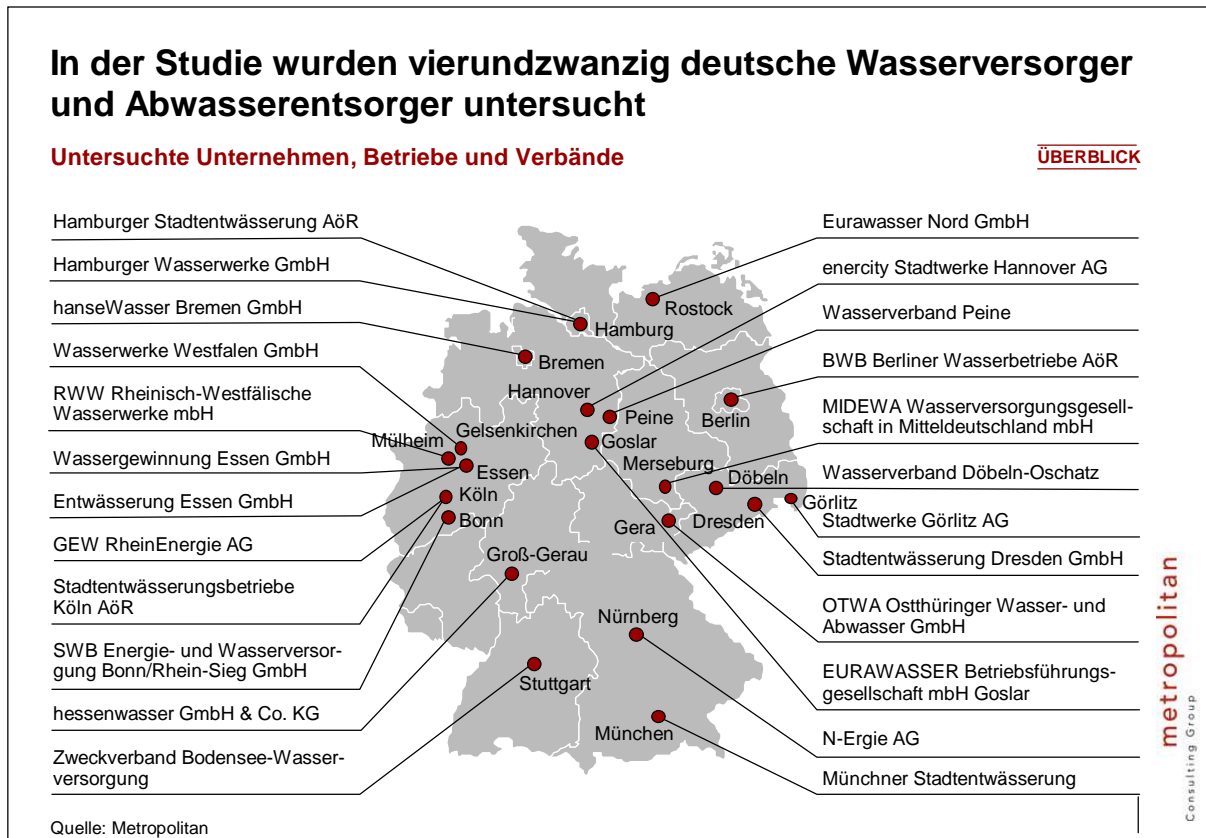 In der Studie wurden vierundzwanzig deutsche Wasserversorger
und Abwasserentsorger untersucht
Untersuchte Unternehmen, Betriebe und Verbände
ÜBERBLICK
Hamburger Stadtentwässerung AöR
Hamburger Wasserwerke GmbH
hanseWasser Bremen GmbH
Wasserwerke Westfalen GmbH
RWW Rheinisch-Westfälische
Wasserwerke mbH
Wassergewinnung Essen GmbH
Entwässerung Essen GmbH
GEW RheinEnergie AG
Stadtentwässerungsbetriebe
Köln AöR
SWB Energie- und Wasserversor-
gung Bonn/Rhein-Sieg GmbH
hessenwasser GmbH & Co. KG
Zweckverband Bodensee-Wasser-
versorgung
Rostock
Hamburg
Bremen
Hannover
Peine
Berlin
Gelsenkirchen
Mülheim
Goslar
Essen
Merseburg
Döbeln
Köln
Görlitz
Bonn
Gera
Dresden
Groß-Gerau
Nürnberg
Stuttgart
München
Eurawasser Nord GmbH
enercity Stadtwerke Hannover AG
Wasserverband Peine
BWB Berliner Wasserbetriebe AöR
MIDEWA Wasserversorgungsgesell-
schaft in Mitteldeutschland mbH
Wasserverband Döbeln-Oschatz
Stadtwerke Görlitz AG
Stadtentwässerung Dresden GmbH
OTWA Ostthüringer Wasser- und
Abwasser GmbH
EURAWASSER Betriebsführungs-
gesellschaft mbH Goslar
N-Ergie AG
Münchner Stadtentwässerung
metropolitan
Consulting Group
Quelle: Metropolitan